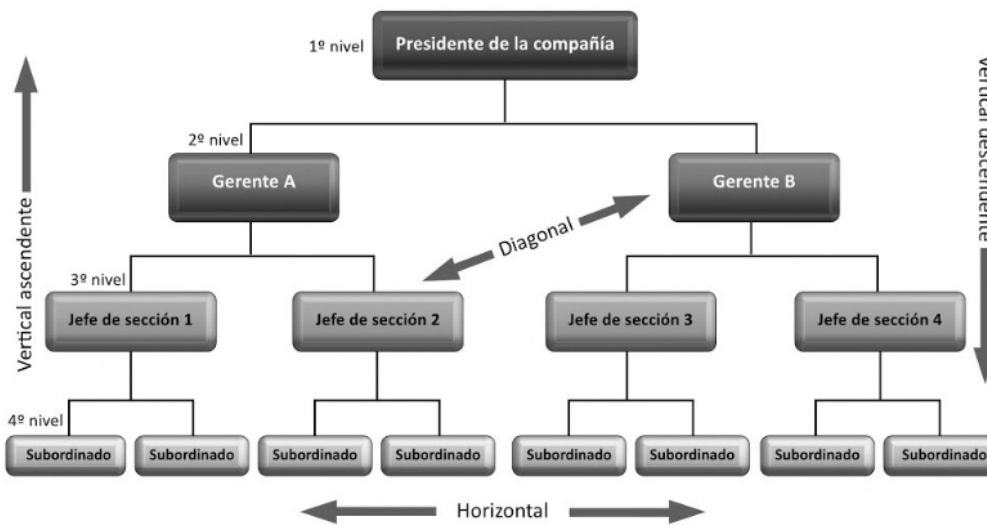 1º nivel
Presidente de la compañía
2º nivel
Gerente A
Gerente B
Vertical ascendente
Diagonal
Vertical descendente
3º nivel
Jefe de sección 1
Jefe de sección 2
Jefe de sección 3
Jefe de sección 4
4º nivel
Subordinado
Subordinado
Subordinado
Subordinado
Subordinado
Subordinado
Subordinado
Subordinado
Horizontal